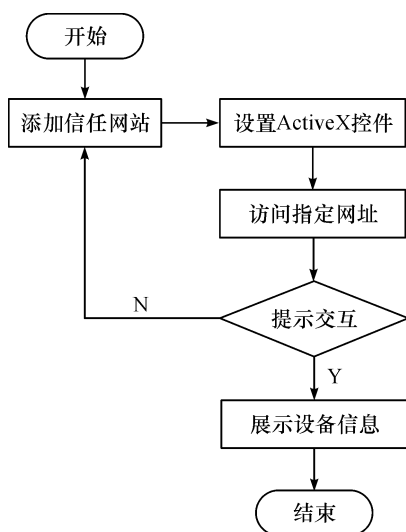 开始
添加信任网站
设置ActiveX控件
访问指定网址
提示交互
N
Y
展示设备信息
结束